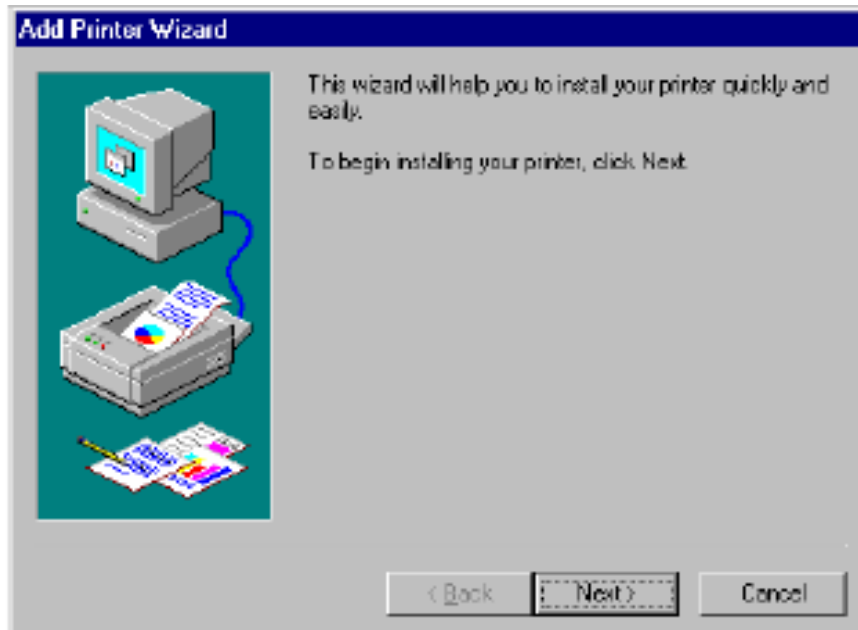 Add Printer Wizard
This wizard will help you to install your printer quickly and
easily.
To begin installing your printer, click Next.
< Back
Next >
Cancel